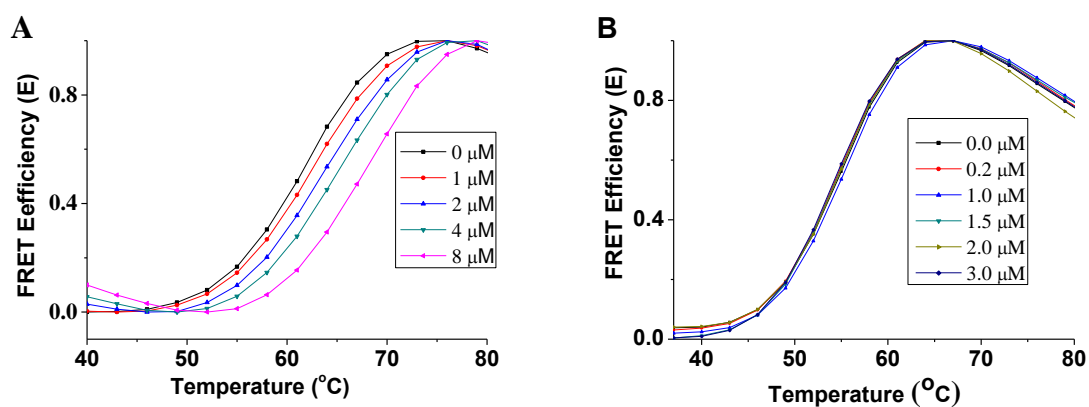 A
FRET Eefficiency (E)
0.8
0.4
0.0
40
50
60
70
80
Temperature (°C)
0 μM
1 μM
2 μM
4 μM
8 μM
B
FRET Efficiency (E)
0.8
0.4
0.0
40
50
60
70
80
Temperature (°C)
0.0 μM
0.2 μM
1.0 μM
1.5 μM
2.0 μM
3.0 μM